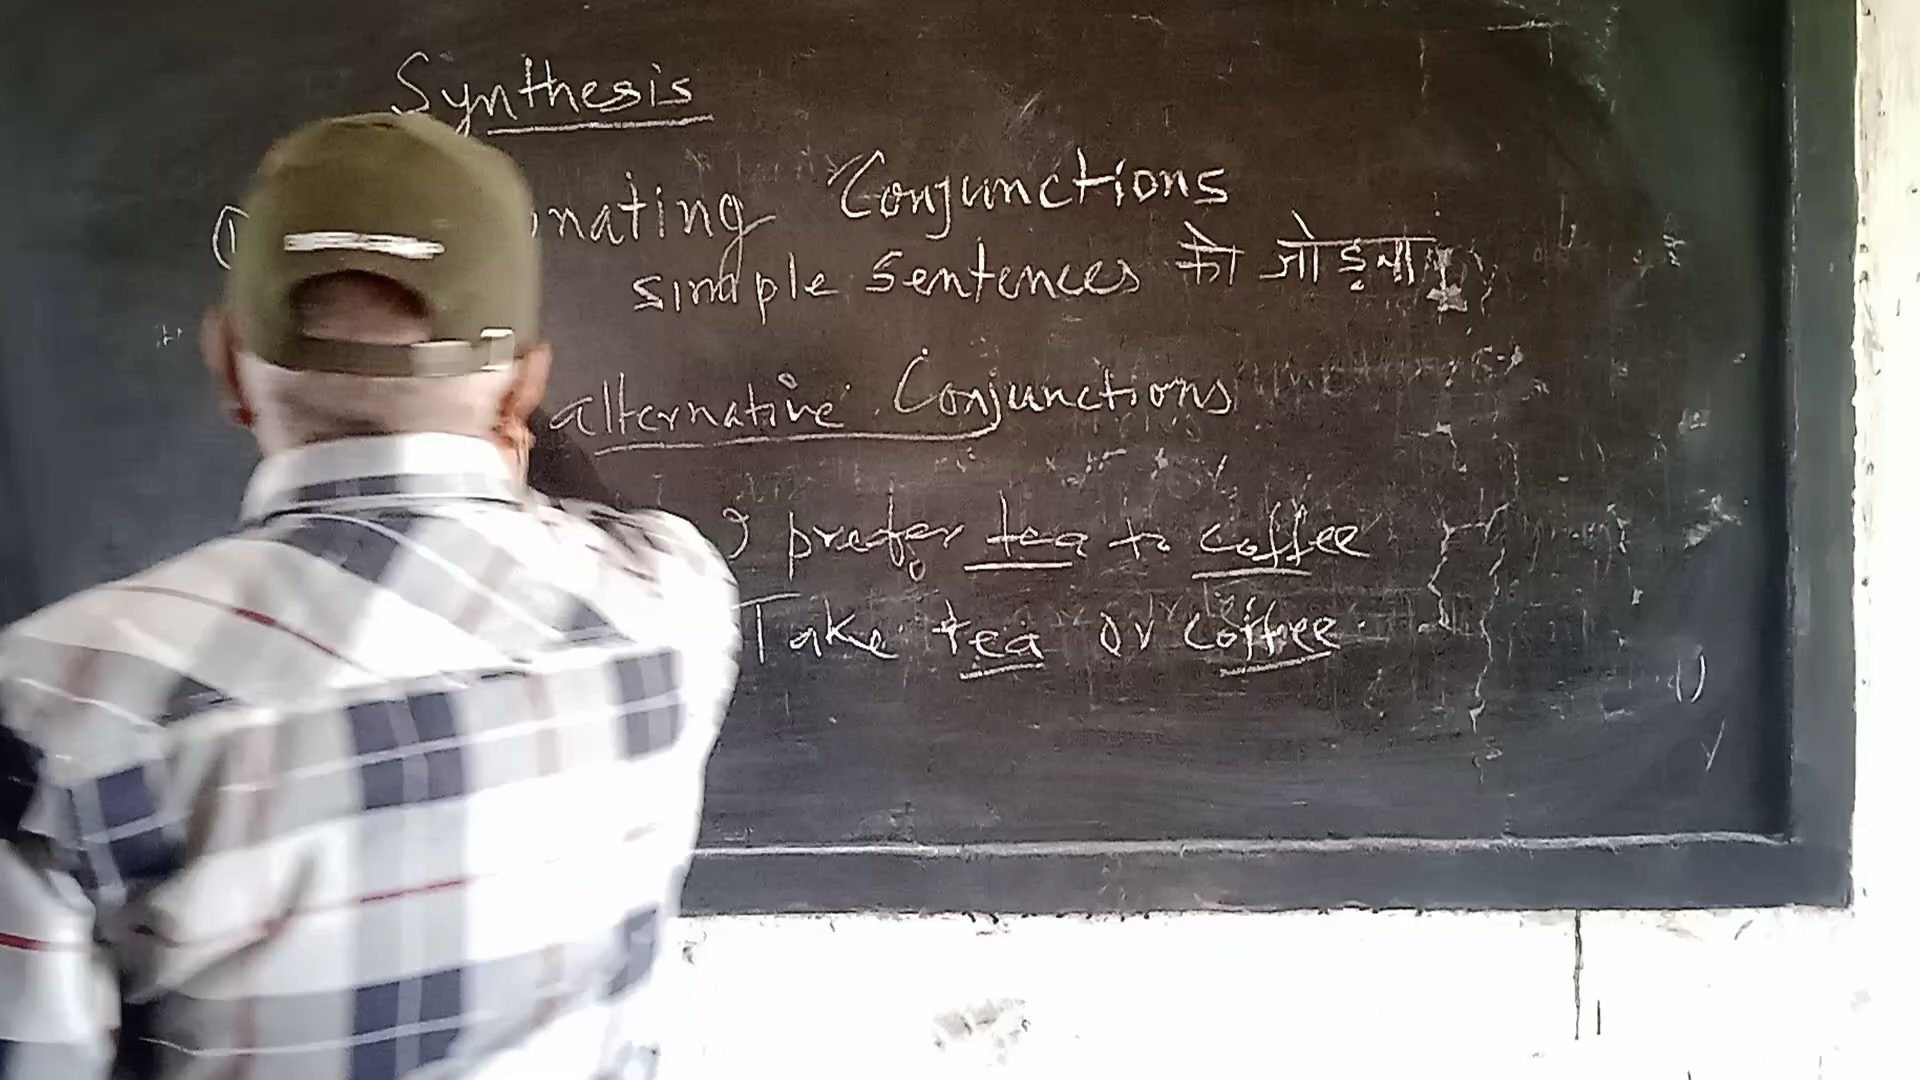 Synthesis
nating Conjunctions
simple sentences को जोड़ना
alternative Conjunctions
I prefer tea to coffee
Take tea or coffee